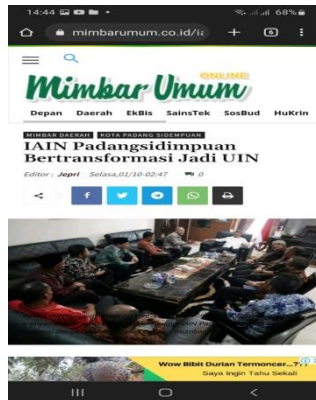 14:44
68%
mimbarumum.co.id/ia
6
ONLINE
Mimbar Umum
Depan Daerah EkBis SainsTek SosBud HuKrin
MIMBAR DAERAH KOTA PADANG SIDEMPUAN
IAIN Padangsidimpuan
Bertransformasi Jadi UIN
Editor : Jepri Selasa,01/10-02:47 0
Wow Bibit Durian Termoncer...?
Saya Ingin Tahu Sekali